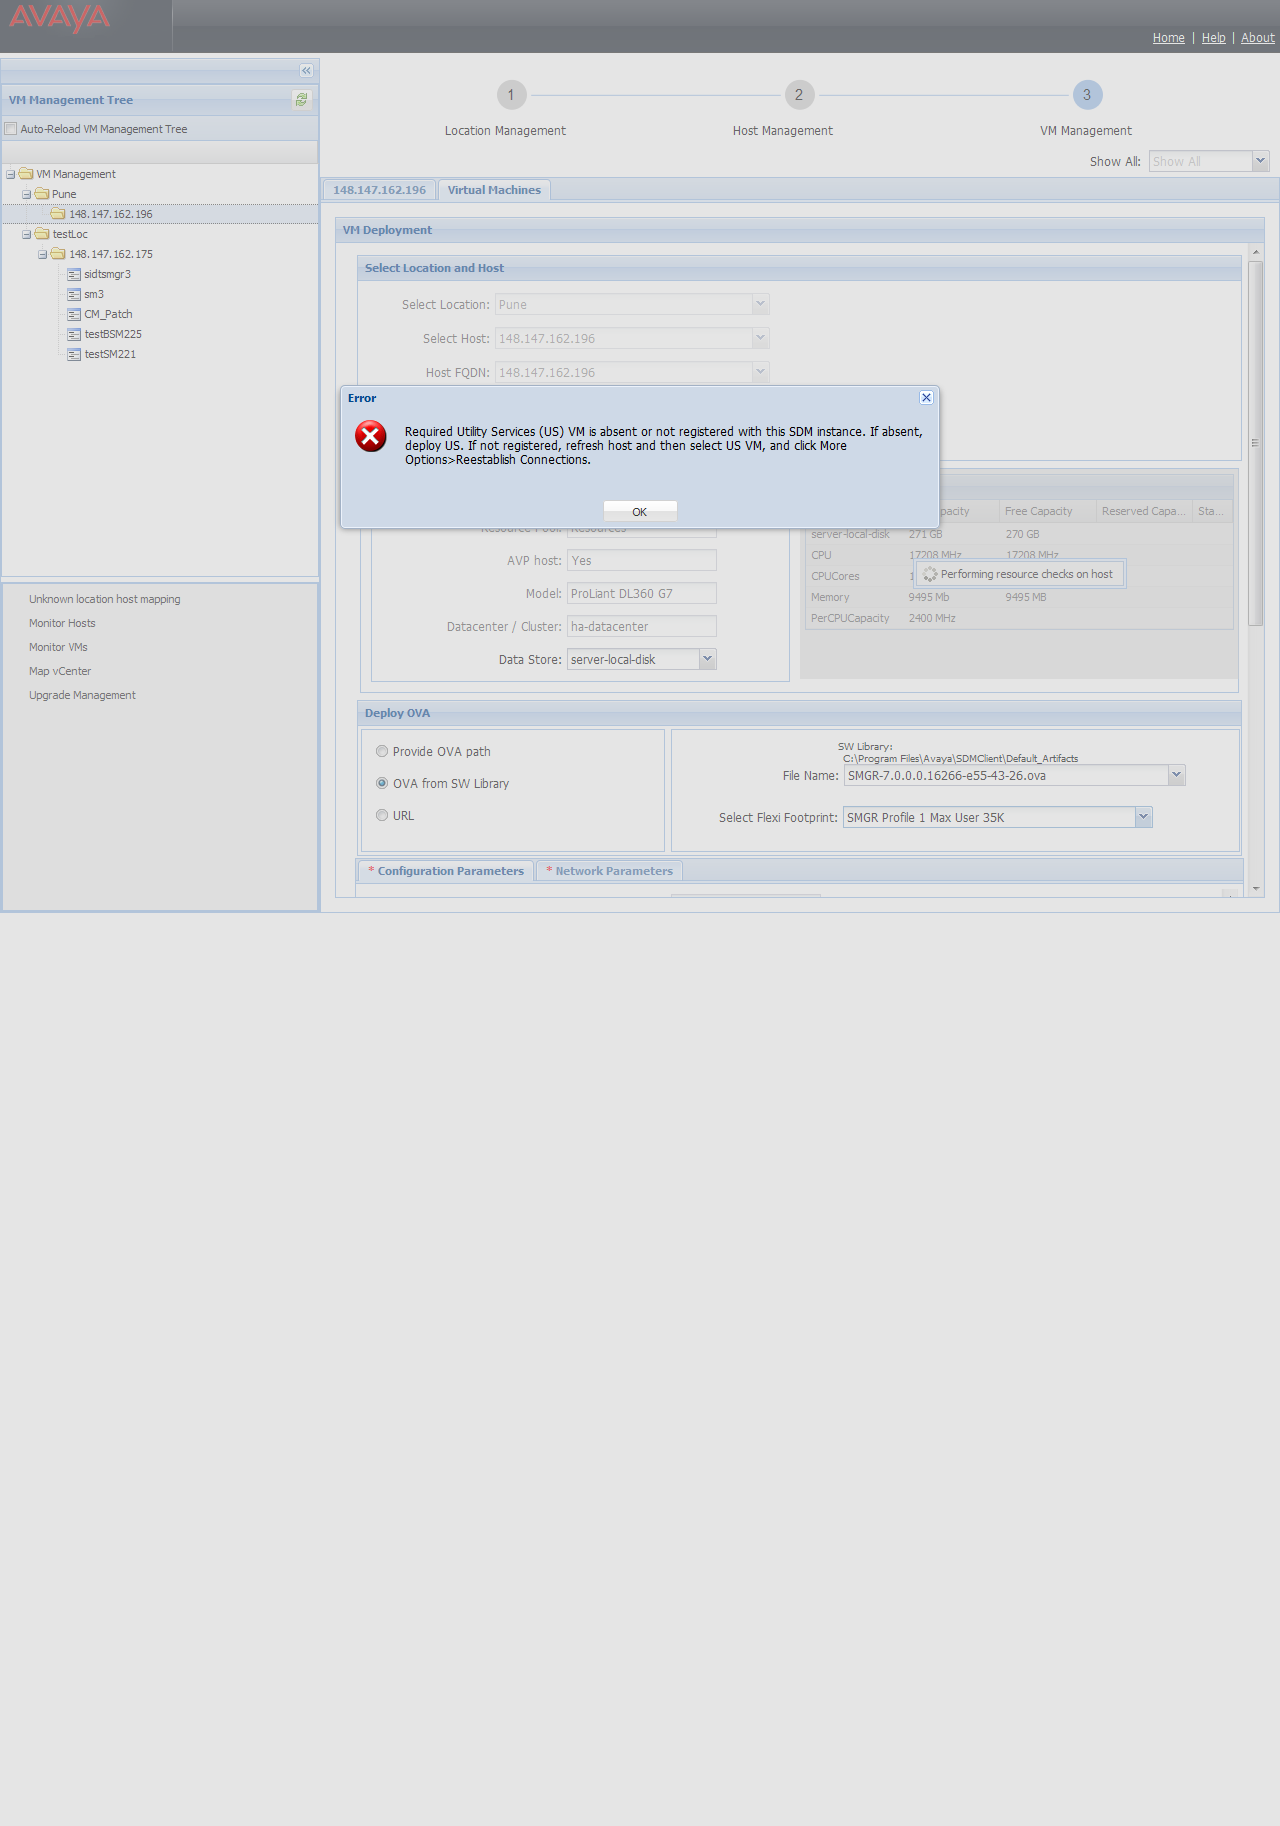 AVAYA
Home | Help | About
VM Management Tree
Auto-Reload VM Management Tree
VM Management
Pune
148.147.162.196
testLoc
148.147.162.175
sidtsmgr3
sm3
CM_Patch
testBSM225
testSM221
Unknown location host mapping
Monitor Hosts
Monitor VMs
Map vCenter
Upgrade Management
1
2
3
Location Management
Host Management
VM Management
Show All: Show All
148.147.162.196
Virtual Machines
VM Deployment
Select Location and Host
Select Location: Pune
Select Host: 148.147.162.196
Host FQDN: 148.147.162.196
Error
Required Utility Services (US) VM is absent or not registered with this SDM instance. If absent,
deploy US. If not registered, refresh host and then select US VM, and click More
Options>Reestablish Connections.
OK
Resource Pool: Resources
AVP host: Yes
Model: ProLiant DL360 G7
Datacenter / Cluster: ha-datacenter
Data Store: server-local-disk
pacity Free Capacity Reserved Capa... Sta...
server-local-disk 271 GB 270 GB
CPU 17208 MHz 17208 MHz
CPUCores 1
Performing resource checks on host
Memory 9495 Mb 9495 MB
PerCPUCapacity 2400 MHz
Deploy OVA
Provide OVA path
OVA from SW Library
URL
SW Library:
C:\Program Files\Avaya\SDMClient\Default_Artifacts
File Name: SMGR-7.0.0.0.16266-e55-43-26.ova
Select Flexi Footprint: SMGR Profile 1 Max User 35K
* Configuration Parameters
* Network Parameters